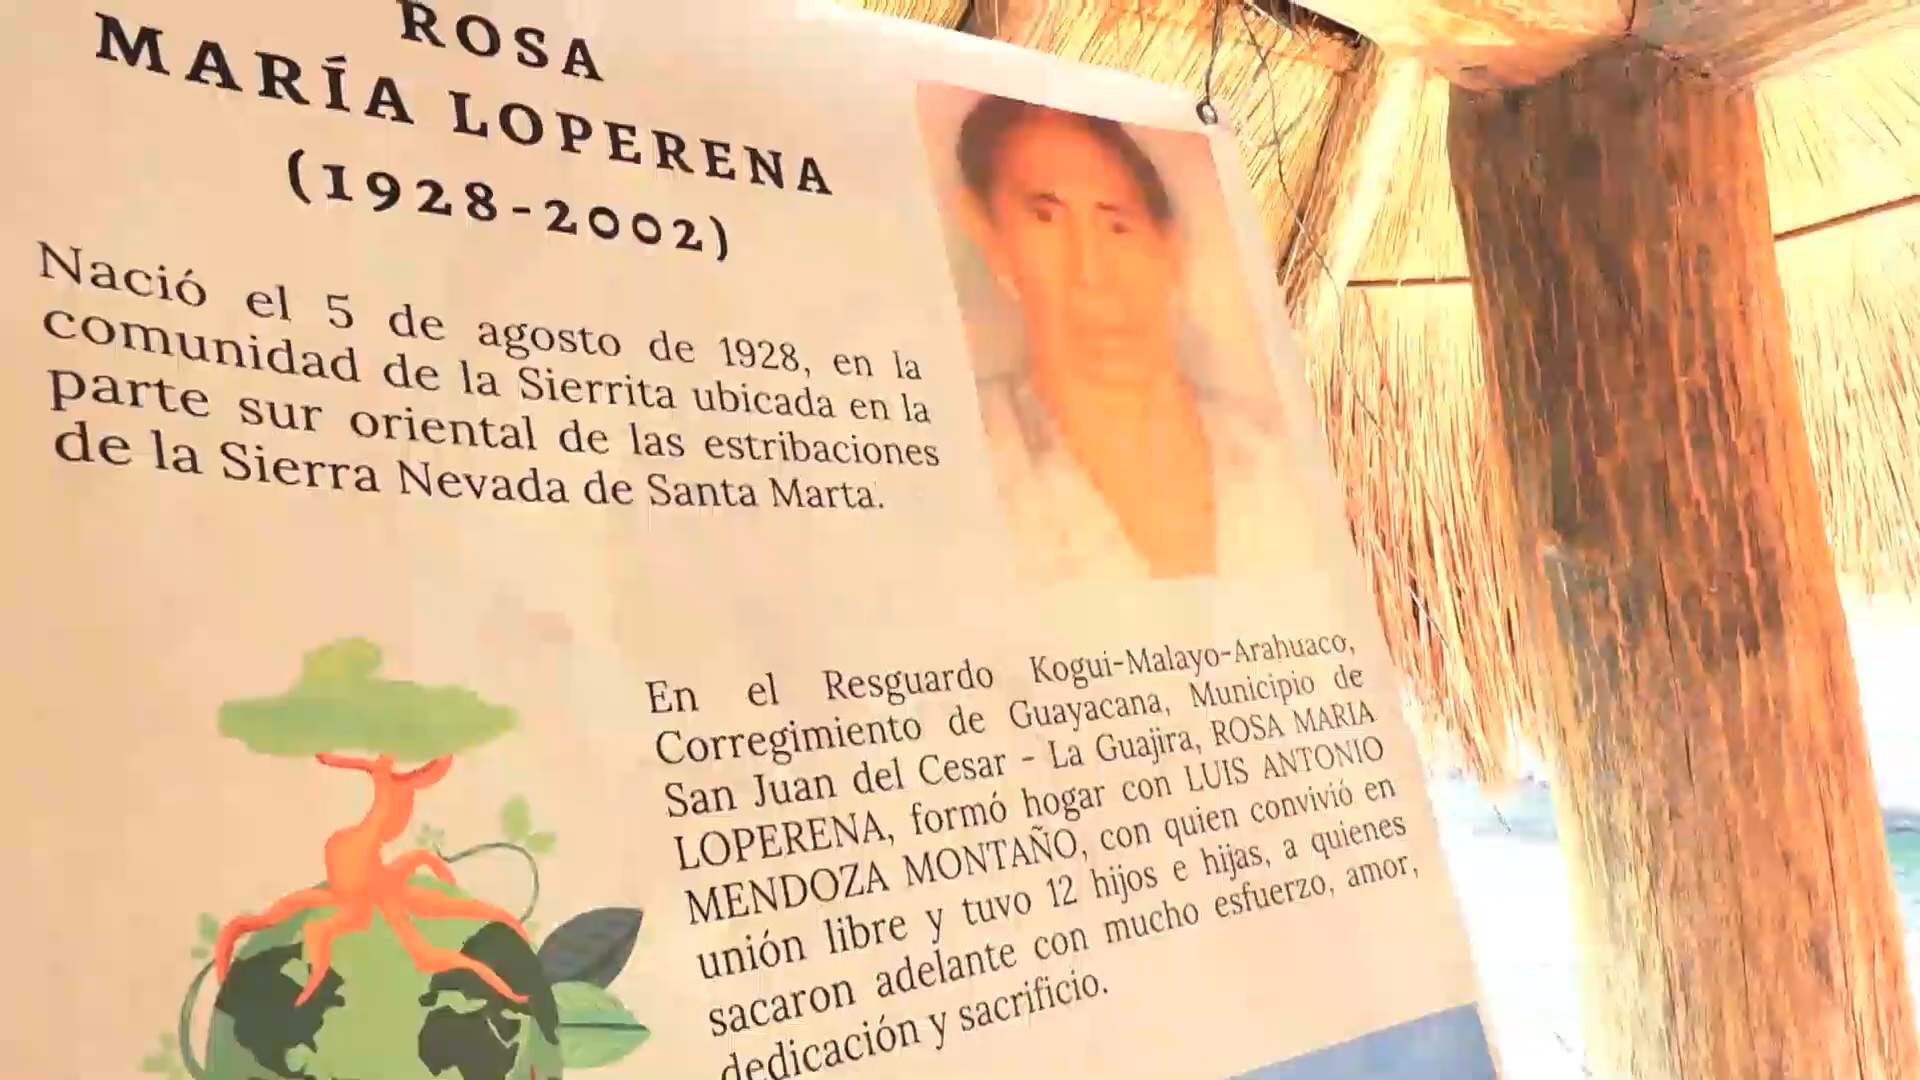 ROSA
MARÍA LOPERENA
(1928-2002)
Nació el 5 de agosto de 1928, en la
comunidad de la Sierrita ubicada en la
parte sur oriental de las estribaciones
de la Sierra Nevada de Santa Marta.
En el Resguardo Kogui-Malayo-Arahuaco,
Corregimiento de Guayacana, Municipio de
San Juan del Cesar - La Guajira, ROSA MARIA
LOPERENA, formó hogar con LUIS ANTONIO
MENDOZA MONTAÑO, con quien convivió en
unión libre y tuvo 12 hijos e hijas, a quienes
sacaron adelante con mucho esfuerzo, amor,
dedicación y sacrificio.